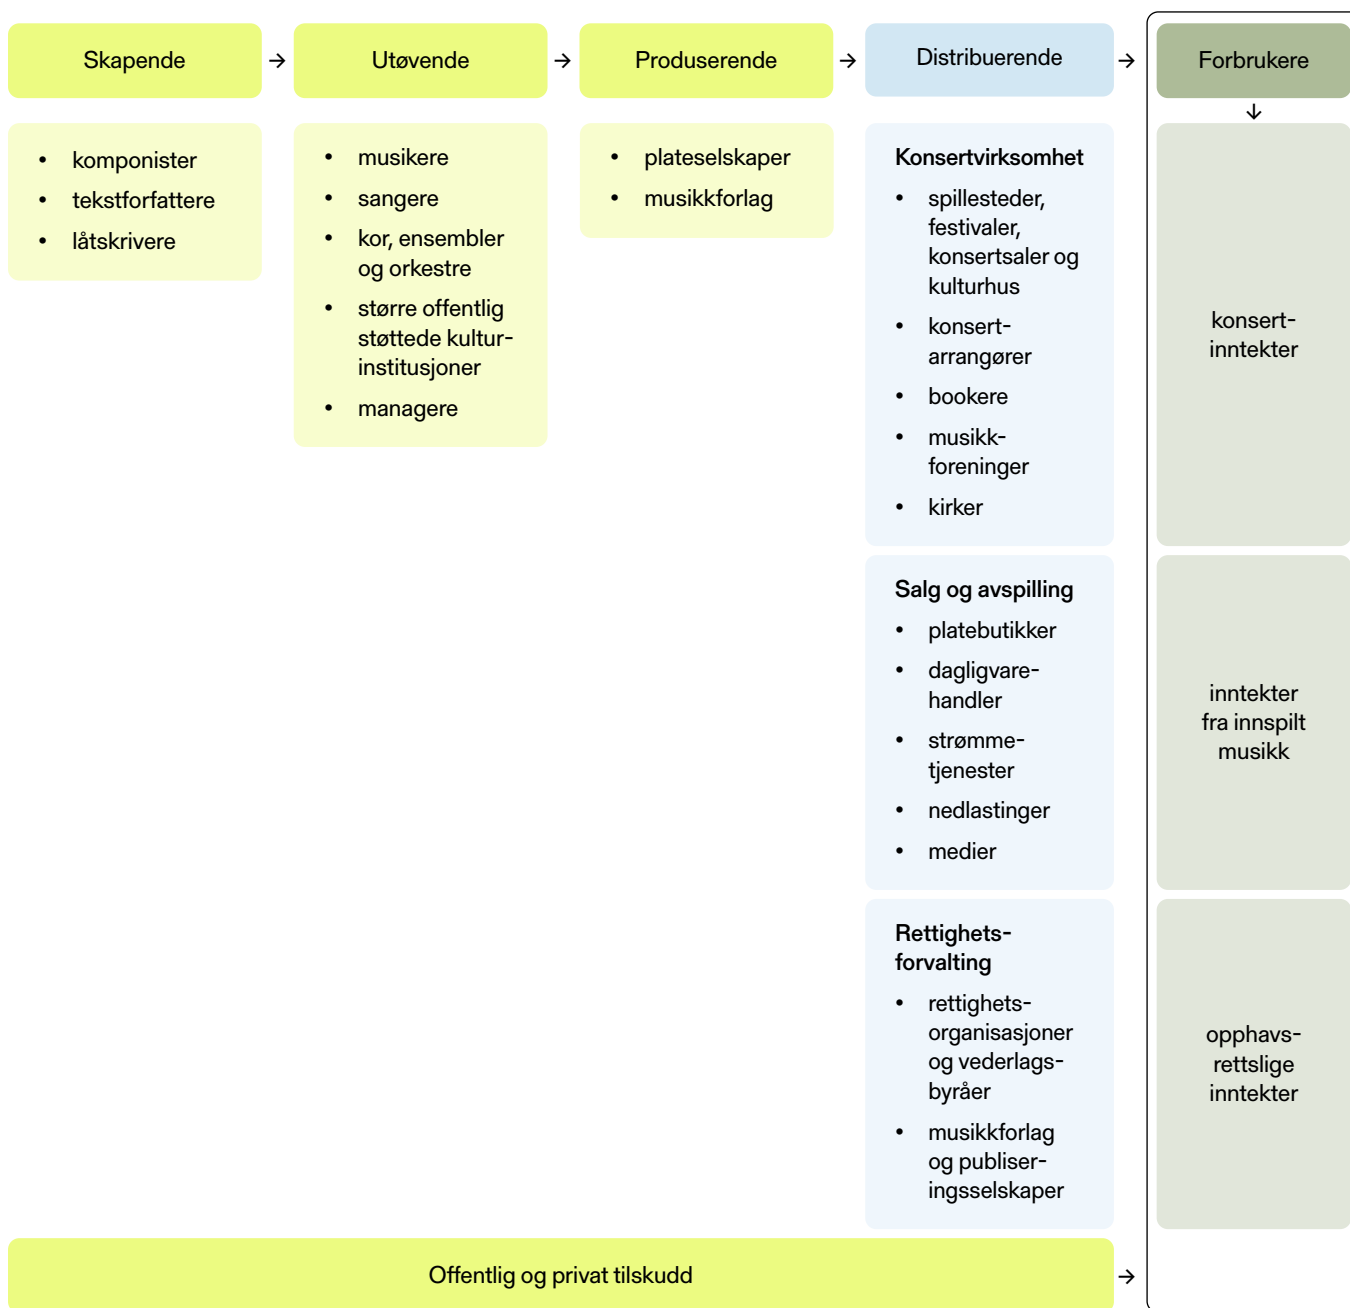 Skapende → Utøvende → Produserende → Distribuerende → Forbrukere
↓
• komponister
• tekstforfattere
• låtskrivere
• musikere
• sangere
• kor, ensembler
og orkestre
• større offentlig
støttede kultur-
institusjoner
• managere
• plateselskaper
• musikkforlag
Konsertvirksomhet
• spillesteder,
festivaler,
konsertsaler og
kulturhus
• konsert-
arrangører
• bookere
• musikk-
foreninger
• kirker
konsert-
inntekter
Salg og avspilling
• platebutikker
• dagligvare-
handler
• strømme-
tjenester
• nedlastinger
• medier
inntekter
fra innspilt
musikk
Rettighets-
forvalting
• rettighets-
organisasjoner
og vederlags-
byråer
• musikkforlag
og publiser-
ingsselskaper
opphavs-
rettslige
inntekter
Offentlig og privat tilskudd →